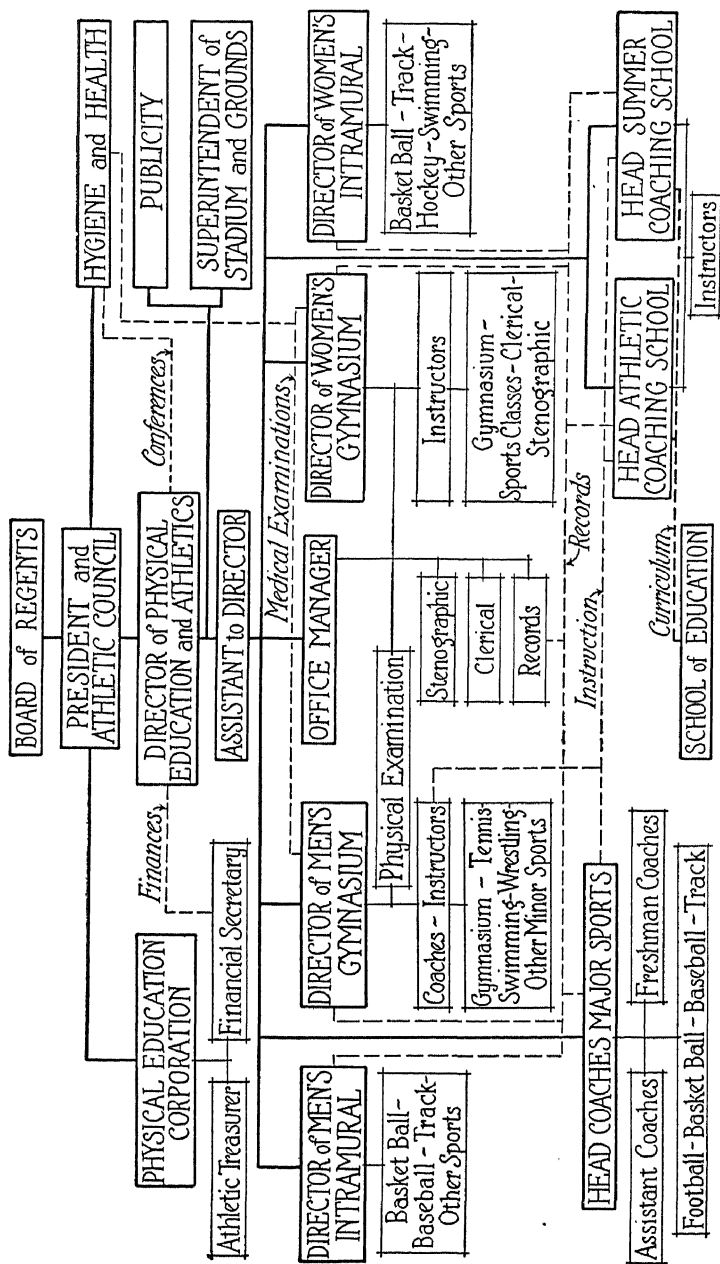 BOARD of REGENTS
PRESIDENT and
ATHLETIC COUNCIL
HYGIENE and HEALTH
PHYSICAL EDUCATION
CORPORATION
Athletic Treasurer
Financial Secretary
Finances
DIRECTOR of PHYSICAL
EDUCATION and ATHLETICS
Conferences
PUBLICITY
SUPERINTENDENT of
STADIUM and GROUNDS
ASSISTANT to DIRECTOR
Medical Examinations
DIRECTOR of MEN'S
INTRAMURAL
Basket Ball -
Baseball - Track-
Other Sports
DIRECTOR of MEN'S
GYMNASIUM
Physical Examination
Coaches - Instructors
Gymnasium - Tennis-
Swimming-Wrestling-
Other Minor Sports
OFFICE MANAGER
Stenographic
Clerical
Records
DIRECTOR of WOMEN'S
GYMNASIUM
Instructors
Gymnasium -
Sports Classes-Clerical-
Stenographic
DIRECTOR of WOMEN'S
INTRAMURAL
Basket Ball - Track-
Hockey-Swimming-
Other Sports
Records
Instruction
HEAD COACHES MAJOR SPORTS
Assistant Coaches
Freshman Coaches
Football - Basket Ball - Baseball - Track
Curriculum
SCHOOL of EDUCATION
HEAD ATHLETIC
COACHING SCHOOL
HEAD SUMMER
COACHING SCHOOL
Instructors